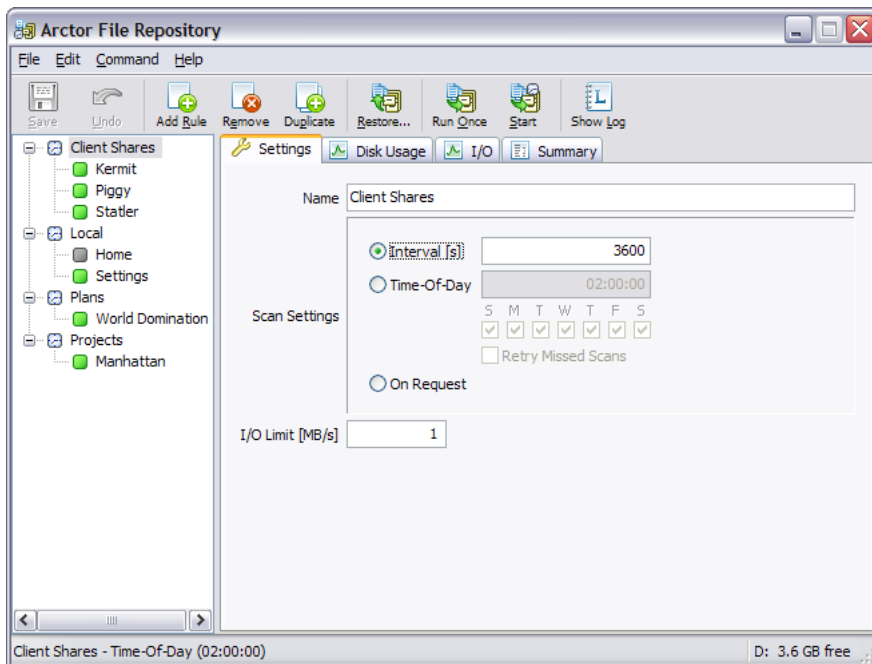 Arctor File Repository
File Edit Command Help
Save Undo Add Rule Remove Duplicate Restore... Run Once Start Show Log
Client Shares
Kermit
Piggy
Statler
Local
Home
Settings
Plans
World Domination
Projects
Manhattan
Settings Disk Usage I/O Summary
Name Client Shares
Scan Settings
Interval [s] 3600
Time-Of-Day 02:00:00
S M T W T F S
Retry Missed Scans
On Request
I/O Limit [MB/s] 1
Client Shares - Time-Of-Day (02:00:00) D: 3.6 GB free